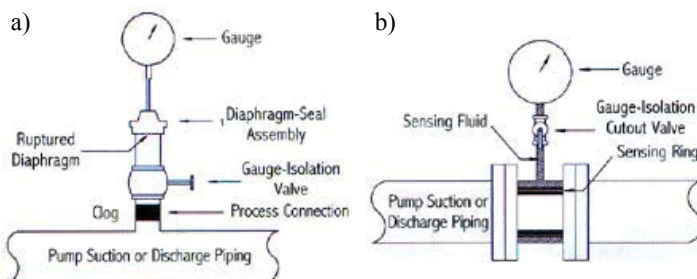 a)
Gauge
Diaphragm-Seal
Assembly
Ruptured
Diaphragm
Gauge-Isolation
Valve
Clog
Process Connection
Pump Suction or Discharge Piping
b)
Gauge
Gauge-Isolation
Cutout Valve
Sensing Fluid
Sensing Ring
Pump Suction or
Discharge Piping